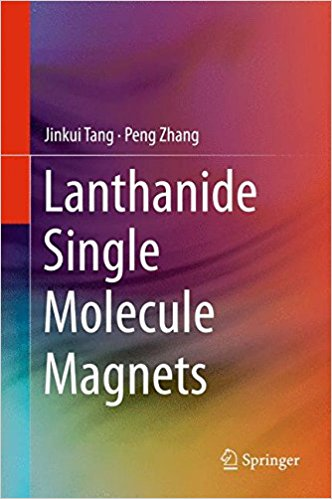 Jinkui Tang · Peng Zhang
Lanthanide
Single
Molecule
Magnets
Springer